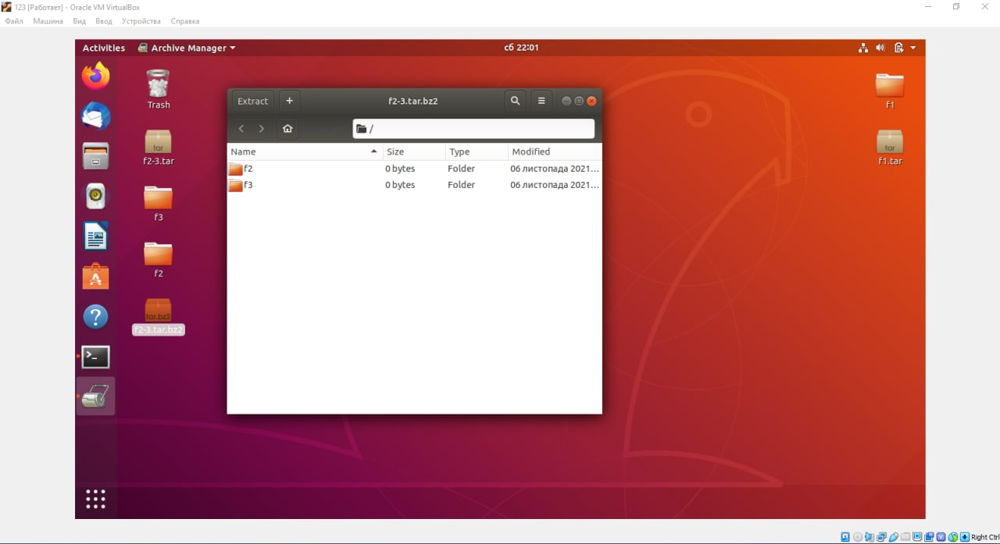 123 [Работает] - Oracle VM VirtualBox
Файл Машина Вид Ввод Устройства Справка
Activities Archive Manager сб 22:01
Trash
f2-3.tar
f3
f2
tar.bz2
f2-3.tar.bz2
tar
Extract + f2-3.tar.bz2
/
Name Size Type Modified
f2 0 bytes Folder 06 листопада 2021...
f3 0 bytes Folder 06 листопада 2021...
f1
tar
f1.tar
Right Ctrl